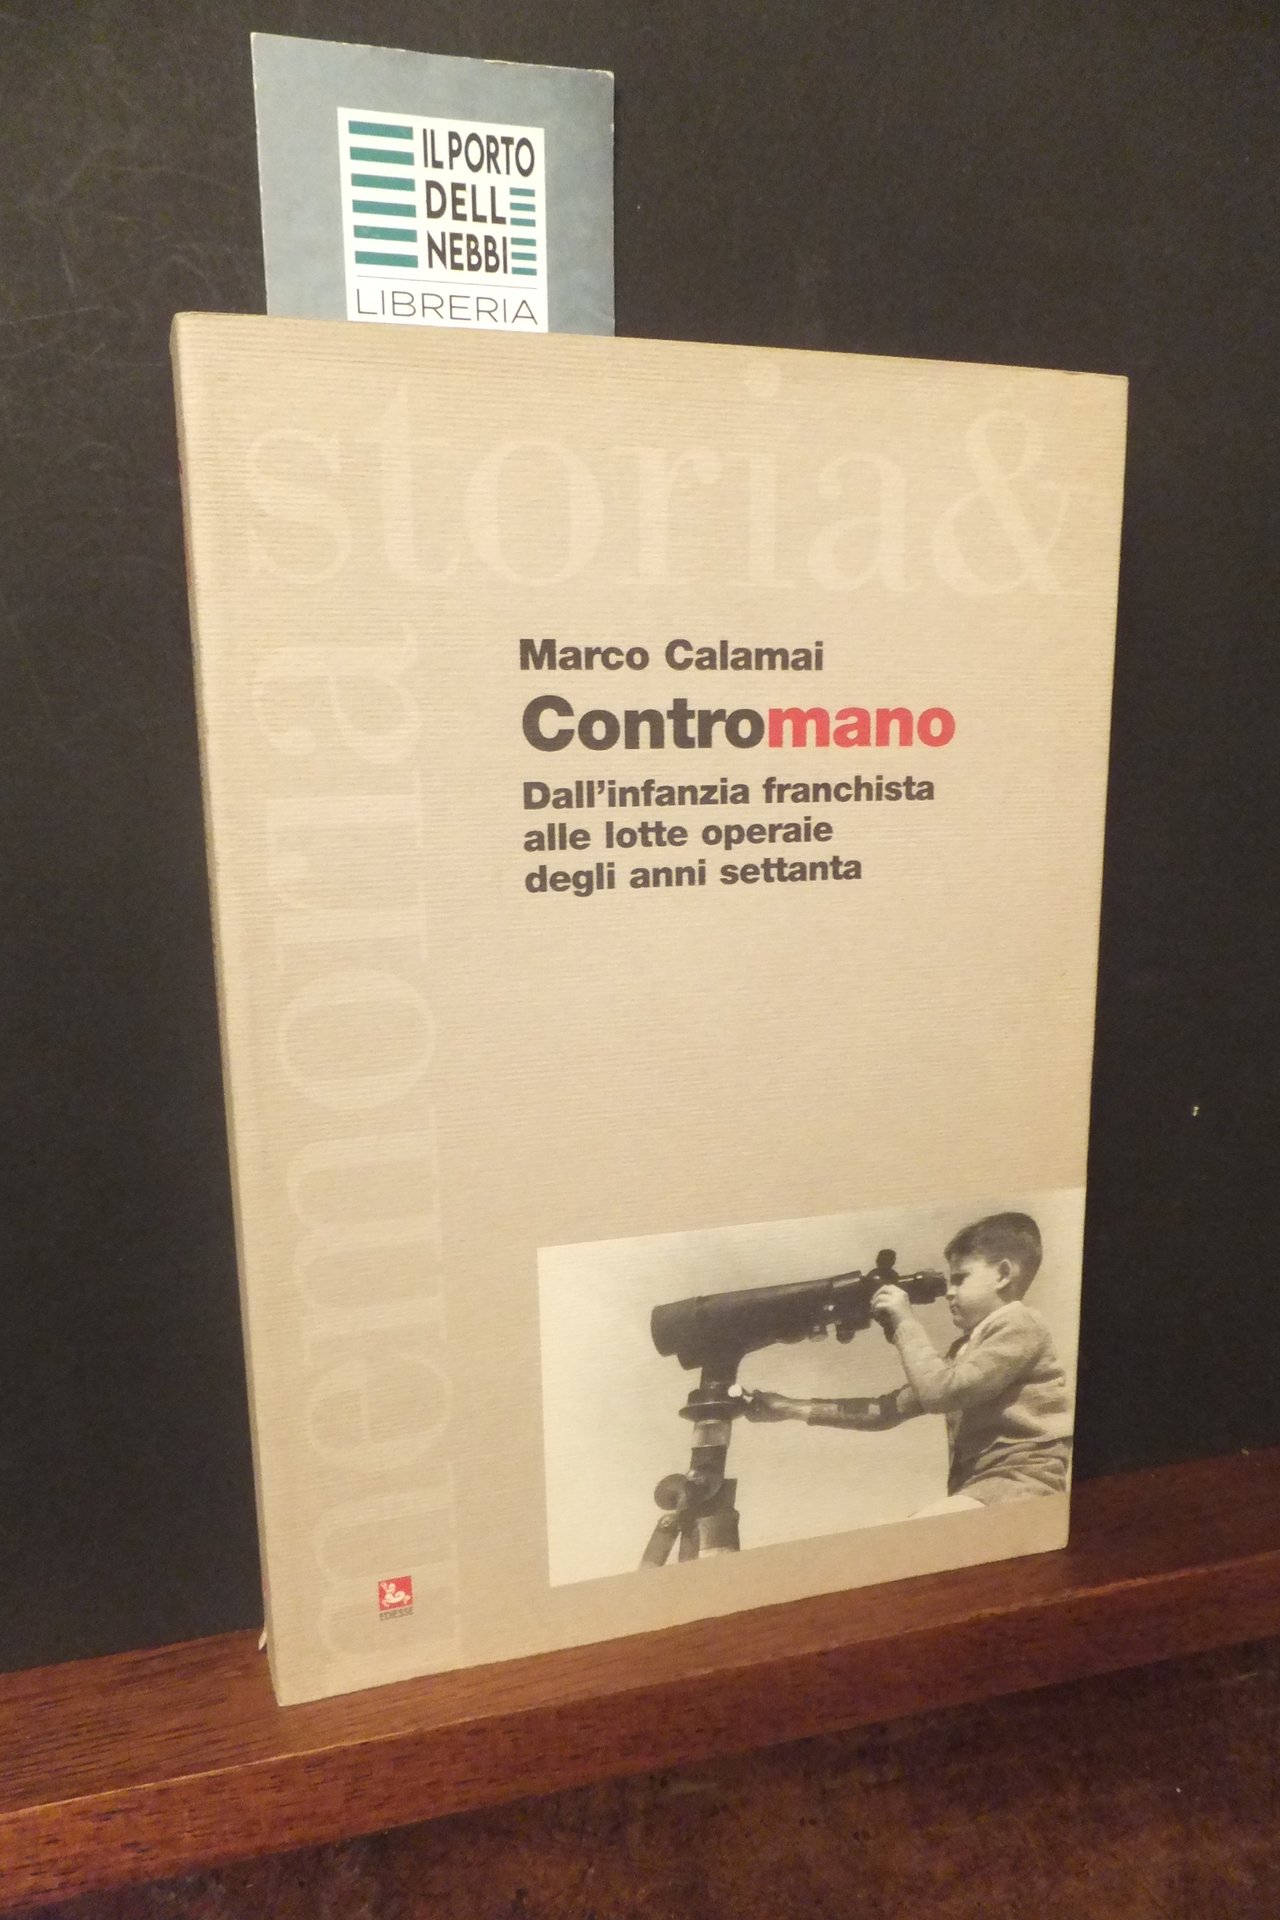 IL PORTO
DELLE
NEBBIE
LIBRERIA
storia&
memoria
Marco Calamai
Contromano
Dall'infanzia franchista
alle lotte operaie
degli anni settanta
EDIESSE